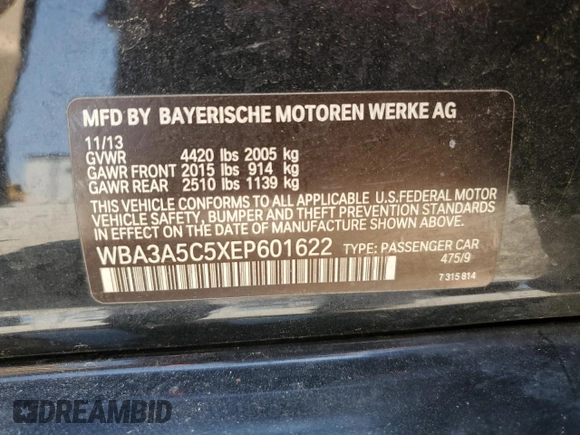 MFD BY BAYERISCHE MOTOREN WERKE AG
11/13
GVWR 4420 lbs 2005 kg
GAWR FRONT 2015 lbs 914 kg
GAWR REAR 2510 lbs 1139 kg
THIS VEHICLE CONFORMS TO ALL APPLICABLE U.S.FEDERAL MOTOR
VEHICLE SAFETY, BUMPER AND THEFT PREVENTION STANDARDS
IN EFFECT ON THE DATE OF MANUFACTURE SHOWN ABOVE.
WBA3A5C5XEP601622 TYPE: PASSENGER CAR
475/9
7 315 814
DREAMBID